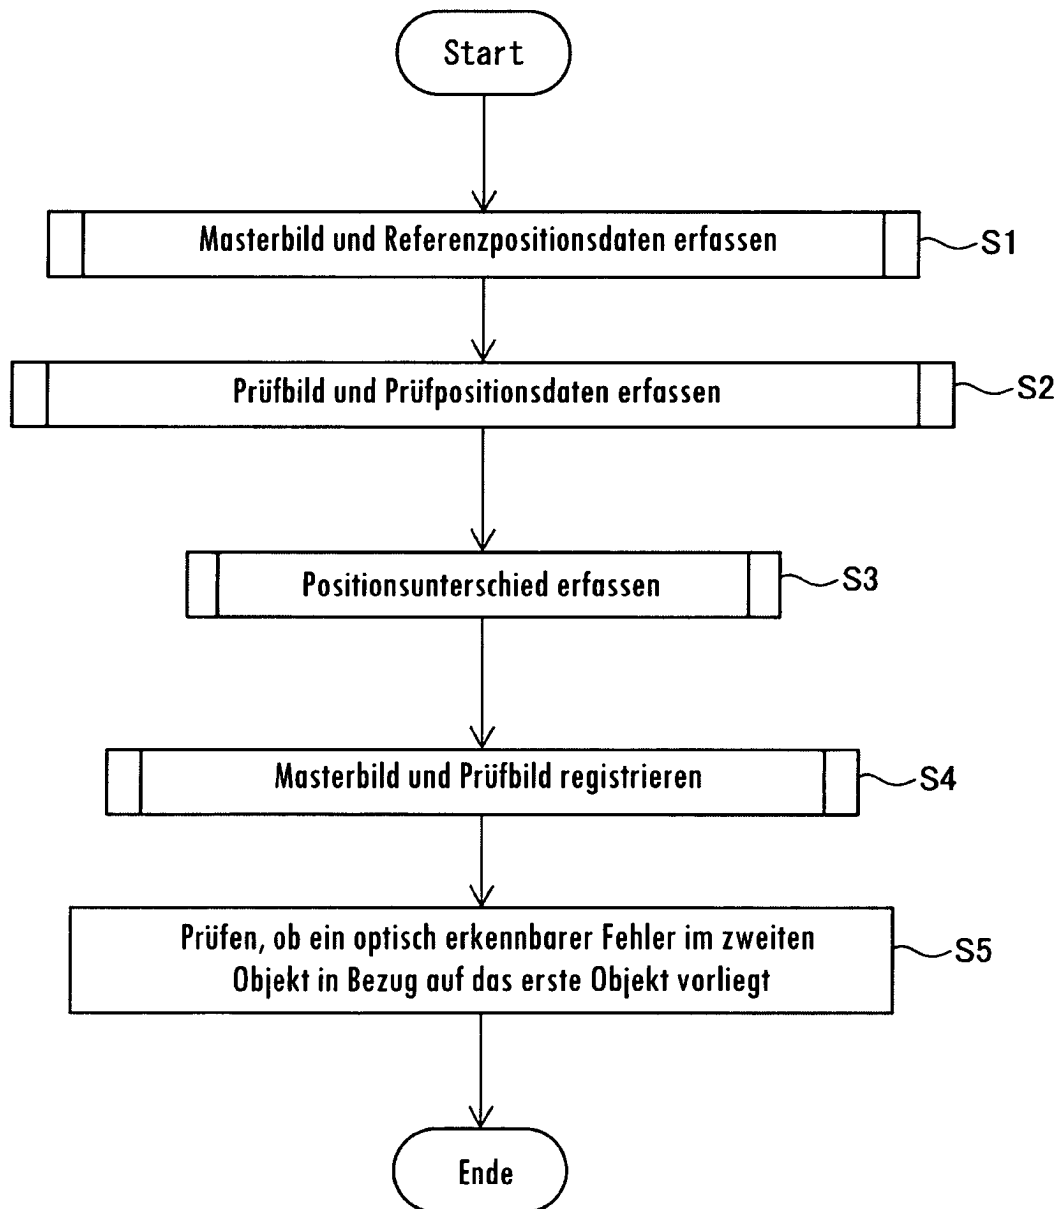 Start
Masterbild und Referenzpositionsdaten erfassen
S1
Prüfbild und Prüfpositionsdaten erfassen
S2
Positionsunterschied erfassen
S3
Masterbild und Prüfbild registrieren
S4
Prüfen, ob ein optisch erkennbarer Fehler im zweiten
Objekt in Bezug auf das erste Objekt vorliegt
S5
Ende